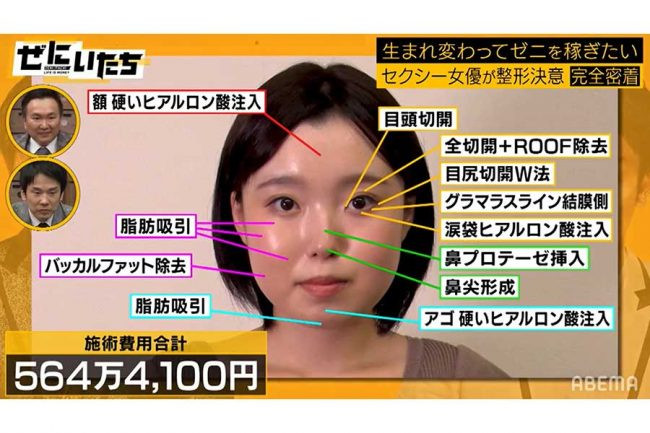 ぜにいたち
LIFE IS MONEY
生まれ変わってゼニを稼ぎたい
セクシー女優が整形決意 完全密着
額 硬いヒアルロン酸注入
目頭切開
全切開+ROOF除去
目尻切開W法
グラマラスライン結膜側
涙袋ヒアルロン酸注入
脂肪吸引
鼻プロテーゼ挿入
バッカルファット除去
鼻尖形成
脂肪吸引
アゴ 硬いヒアルロン酸注入
施術費用合計
564万4,100円
ABEMA